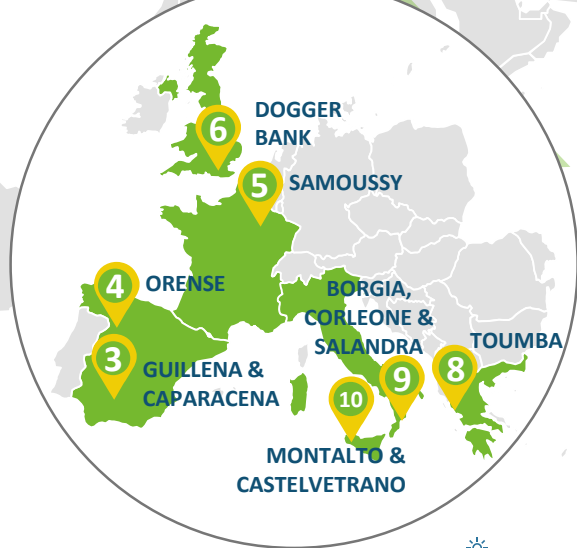 6
DOGGER
BANK
5
SAMOUSSY
4
ORENSE
3
GUILLENA &
CAPARACENA
BORGIA,
CORLEONE &
SALANDRA
9
8
TOUMBA
10
MONTALTO &
CASTELVETRANO